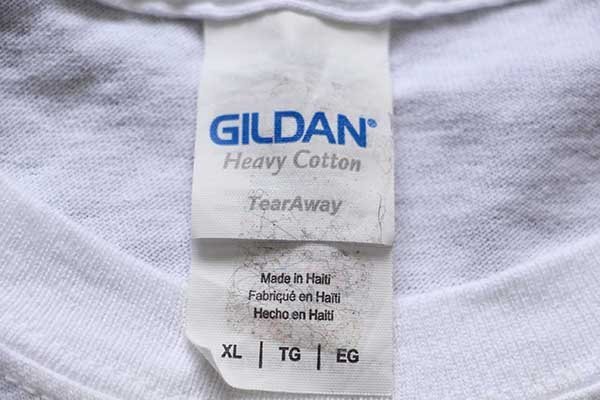 GILDAN®
Heavy Cotton
TearAway
Made in Haiti
Fabriqué en Haïti
Hecho en Haití
XL | TG | EG